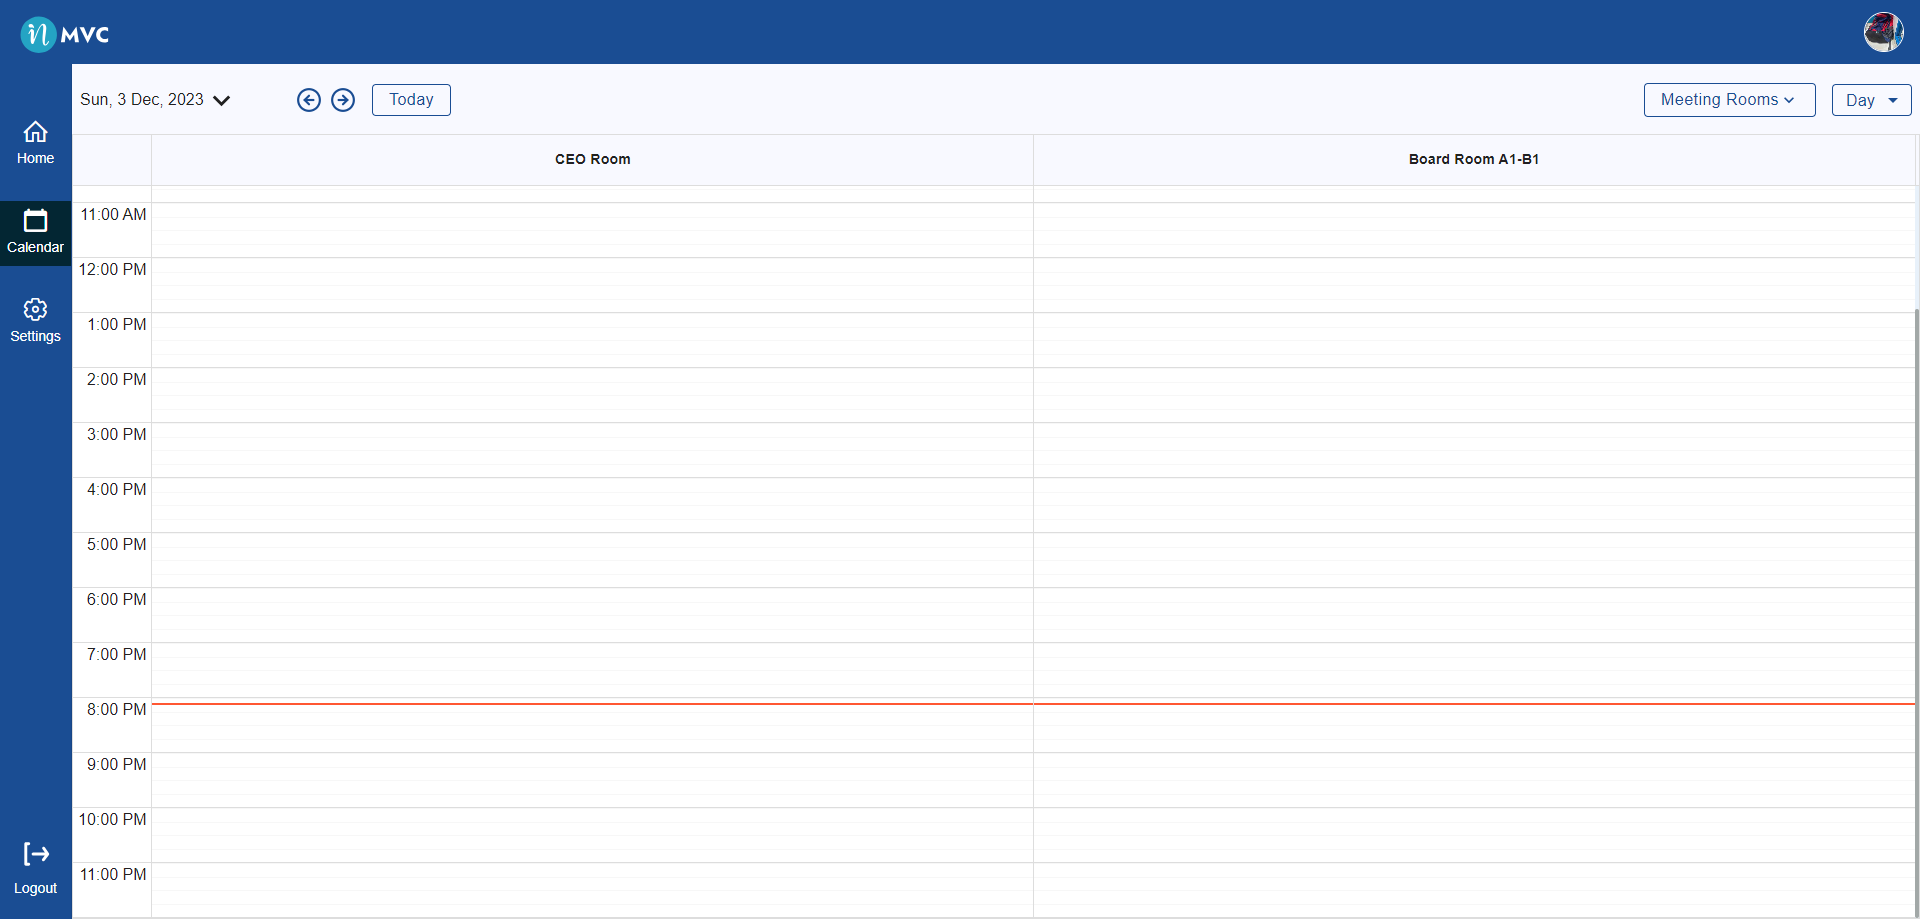 n MVC
Sun, 3 Dec, 2023
Today
Meeting Rooms
Day
CEO Room
Board Room A1-B1
Home
Calendar
Settings
Logout
11:00 AM
12:00 PM
1:00 PM
2:00 PM
3:00 PM
4:00 PM
5:00 PM
6:00 PM
7:00 PM
8:00 PM
9:00 PM
10:00 PM
11:00 PM